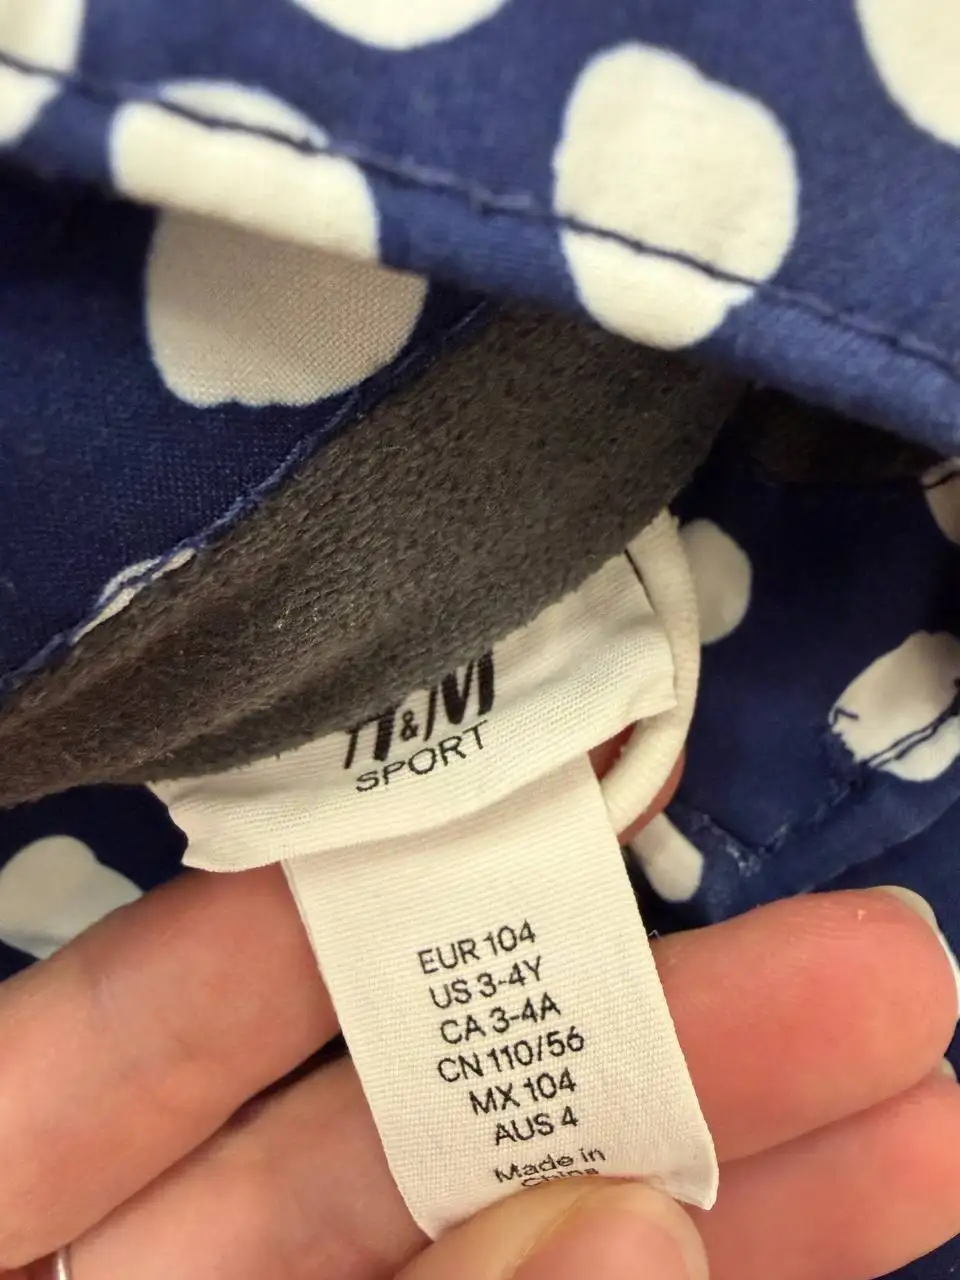 H&M
SPORT
EUR 104
US 3-4Y
CA 3-4A
CN 110/56
MX 104
AUS 4
Made in
China